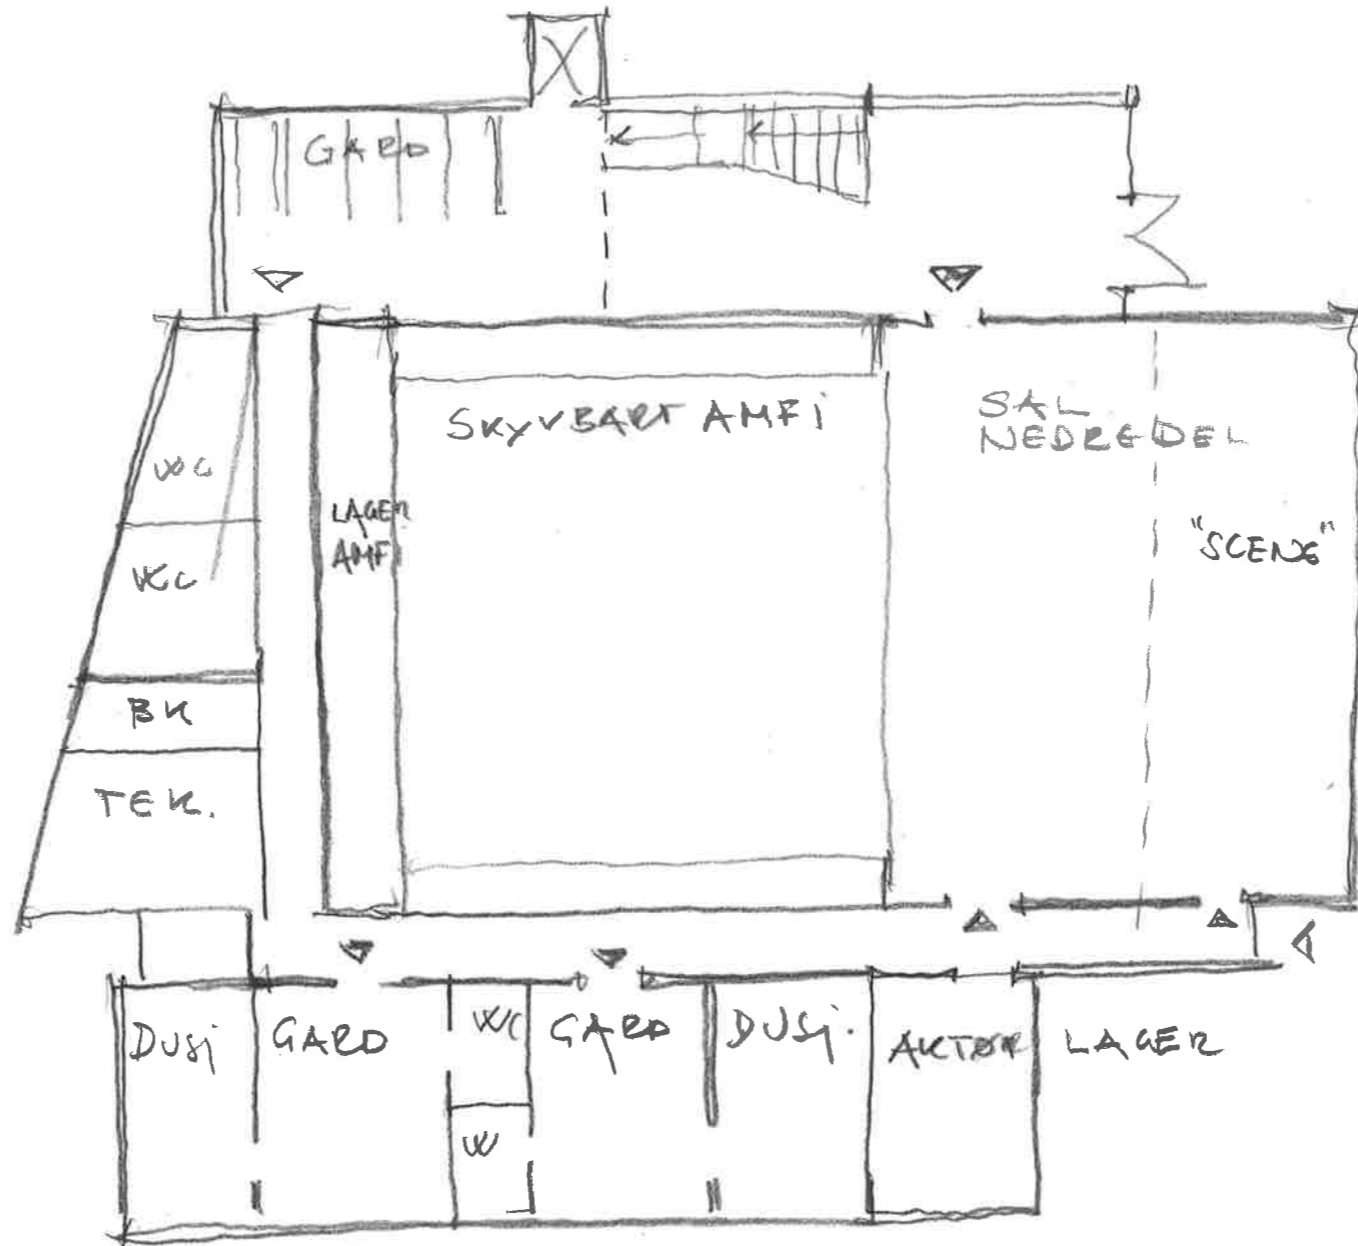 GARD
SKYVBART AMFI
SAL
NEDREDEL
WC
LAGER
AMFI
"SCENE"
WC
BK
TEK.
DUSJ
GARD
WC
GARD
DUSJ.
AKTØR
LAGER
W